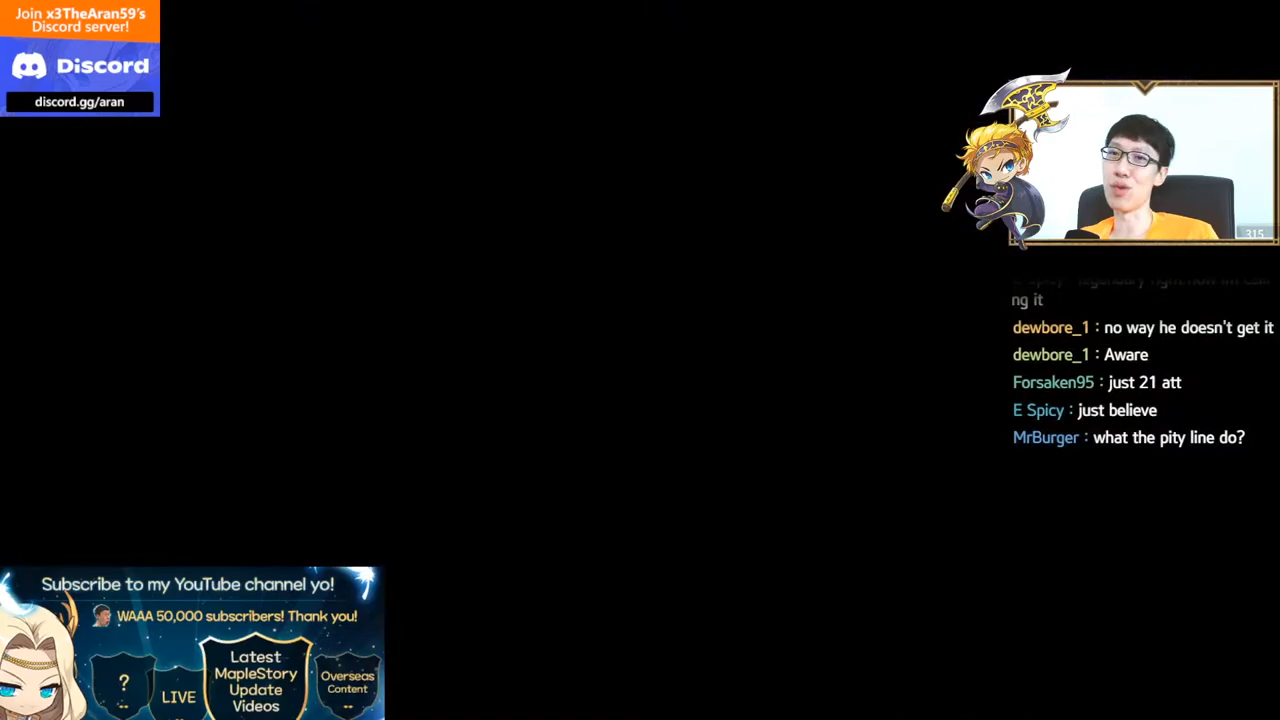 Join x3TheAran59's
Discord server!
Discord
discord.gg/aran
315
ng it
dewbore_1 : no way he doesn't get it
dewbore_1 : Aware
Forsaken95 : just 21 att
E Spicy : just believe
MrBurger : what the pity line do?
Subscribe to my YouTube channel yo!
WAAA 50,000 subscribers! Thank you!
?
--
LIVE
Latest
MapleStory
Update
Videos
Overseas
Content
--